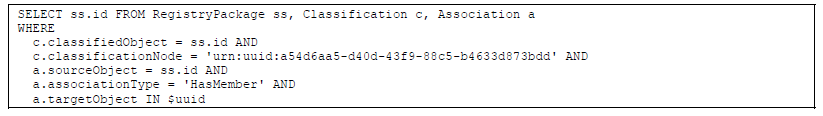 SELECT ss.id FROM RegistryPackage ss, Classification c, Association a
WHERE
c.classifiedObject = ss.id AND
c.classificationNode = 'urn:uuid:a54d6aa5-d40d-43f9-88c5-b4633d873bdd' AND
a.sourceObject = ss.id AND
a.associationType = 'HasMember' AND
a.targetObject IN $uuid